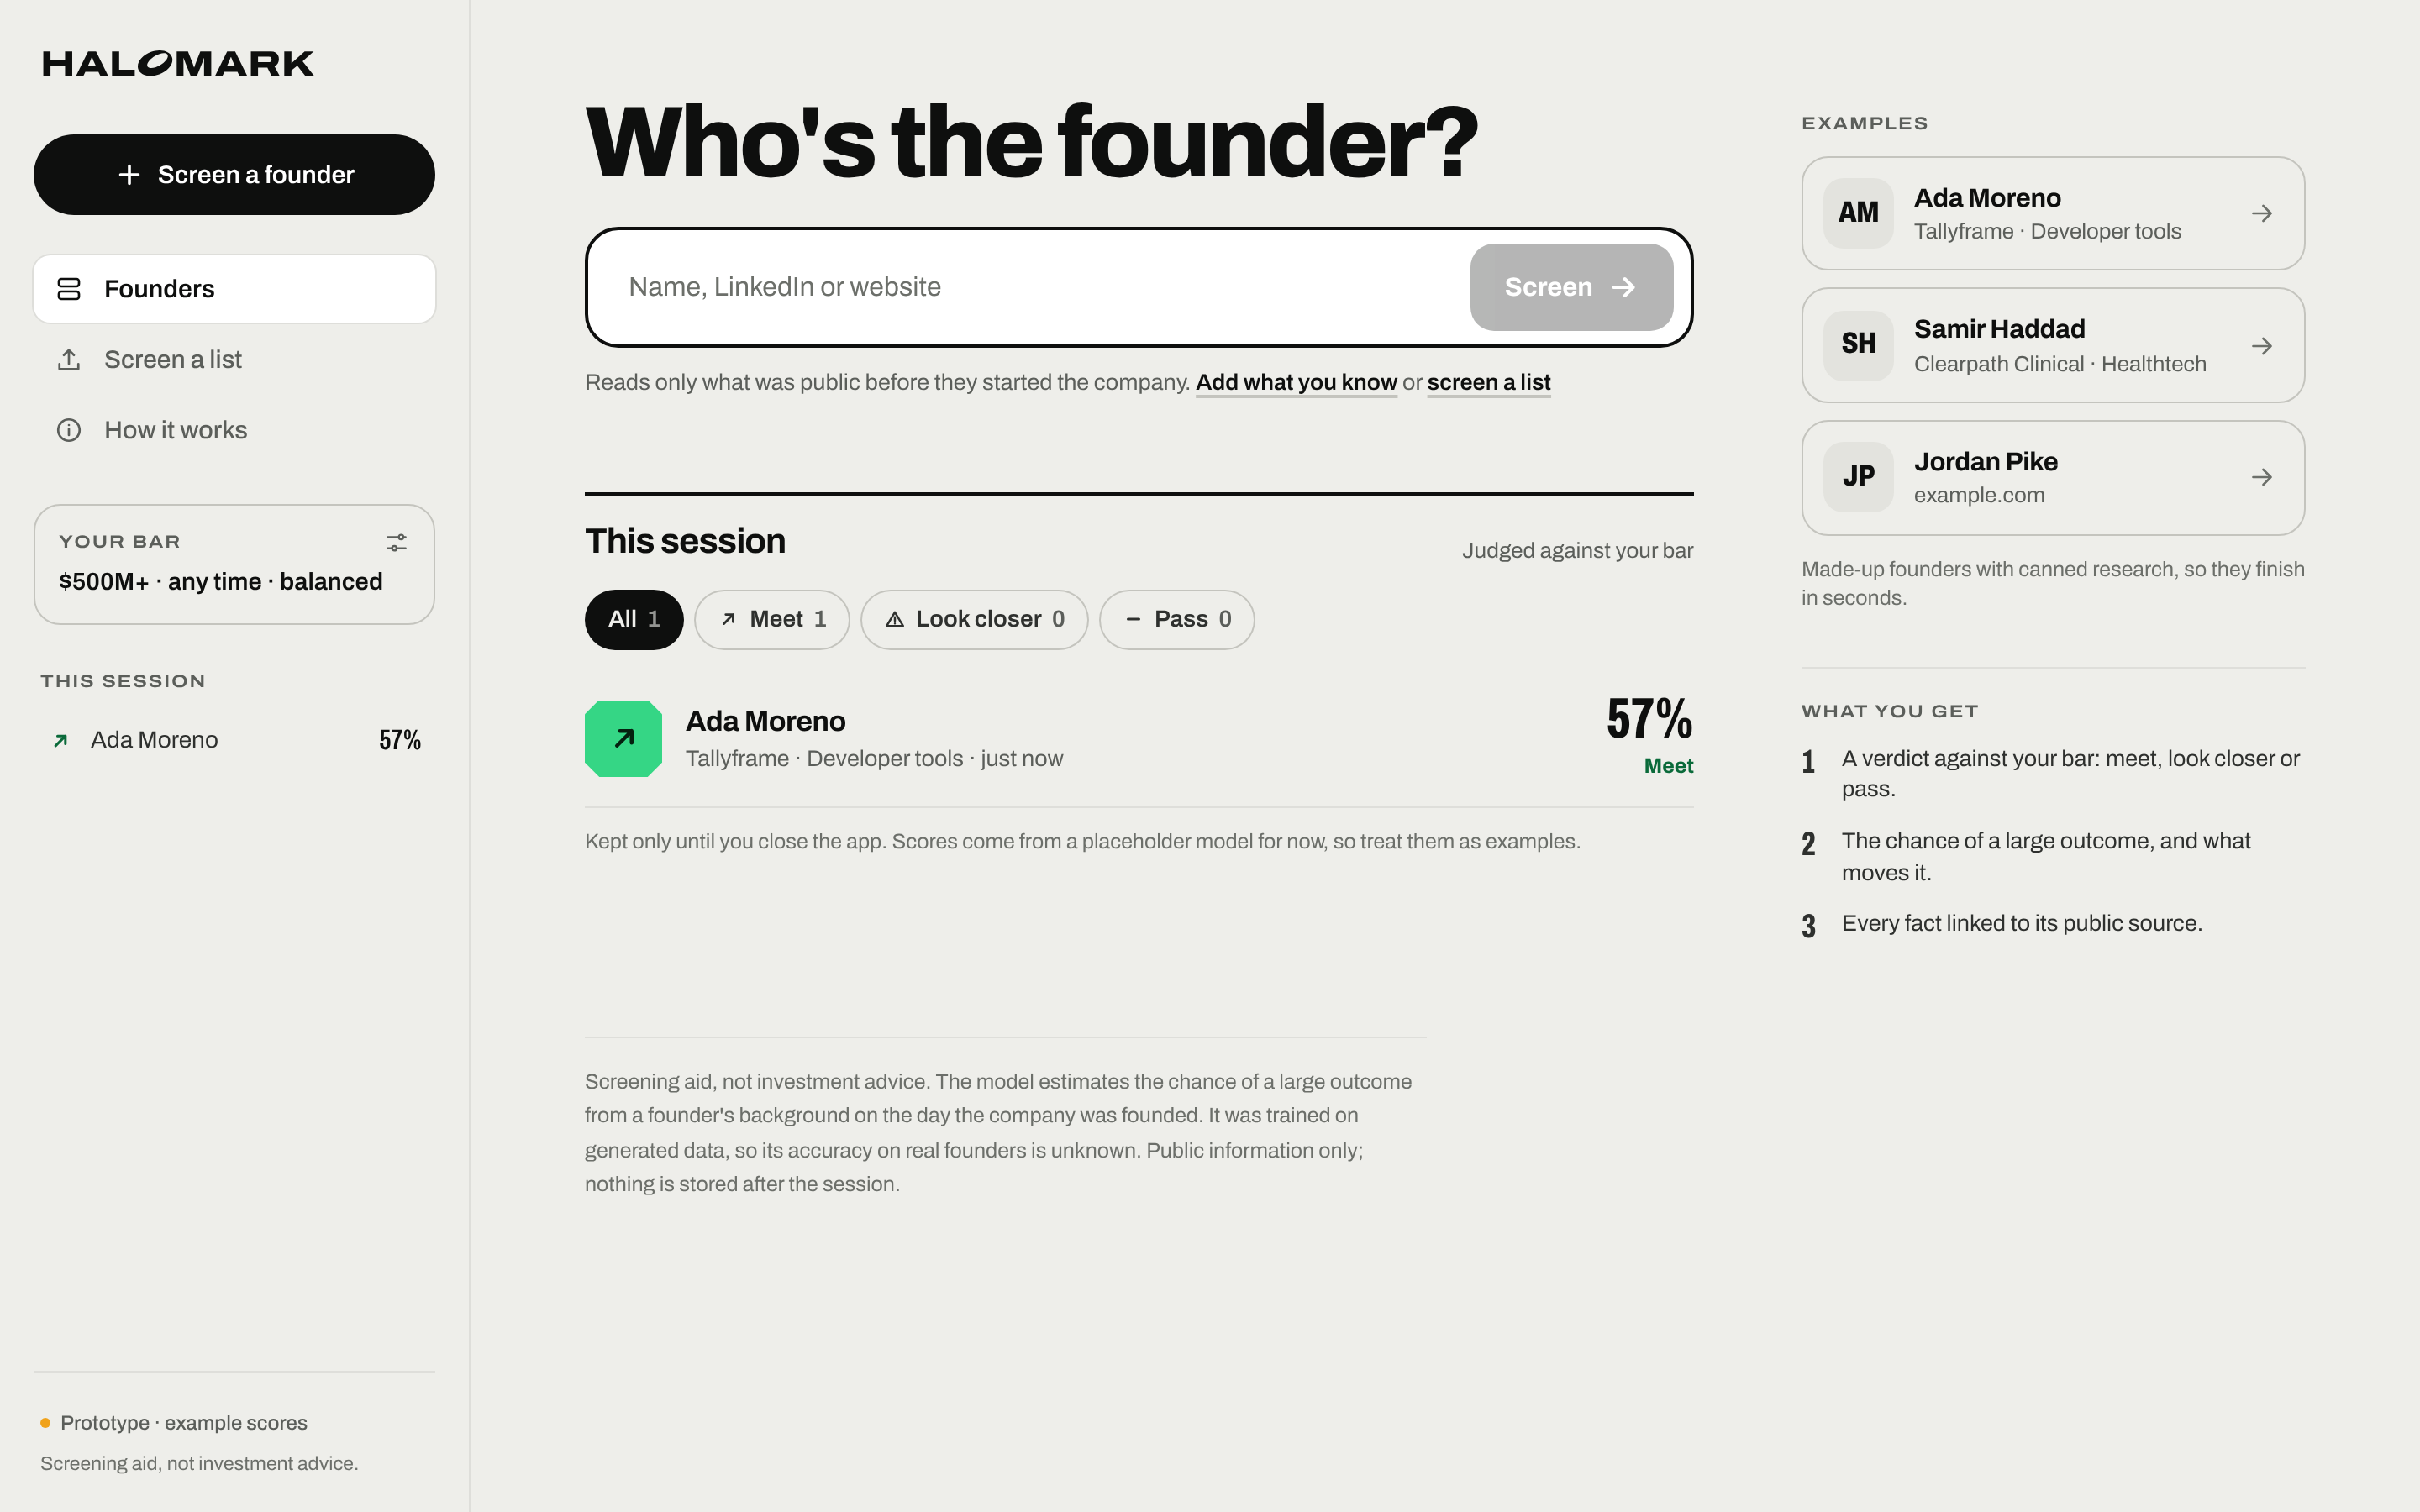 HALOMARK
Screen a founder
Founders
Screen a list
How it works
YOUR BAR
$500M+ · any time · balanced
THIS SESSION
Ada Moreno 57%
Prototype · example scores
Screening aid, not investment advice.
Who's the founder?
Name, LinkedIn or website
Screen
Reads only what was public before they started the company. Add what you know or screen a list
This session
Judged against your bar
All 1 Meet 1 Look closer 0 Pass 0
Ada Moreno
Tallyframe · Developer tools · just now
57%
Meet
Kept only until you close the app. Scores come from a placeholder model for now, so treat them as examples.
Screening aid, not investment advice. The model estimates the chance of a large outcome
from a founder's background on the day the company was founded. It was trained on
generated data, so its accuracy on real founders is unknown. Public information only;
nothing is stored after the session.
EXAMPLES
AM
Ada Moreno
Tallyframe · Developer tools
SH
Samir Haddad
Clearpath Clinical · Healthtech
JP
Jordan Pike
example.com
Made-up founders with canned research, so they finish
in seconds.
WHAT YOU GET
1 A verdict against your bar: meet, look closer or
pass.
2 The chance of a large outcome, and what
moves it.
3 Every fact linked to its public source.